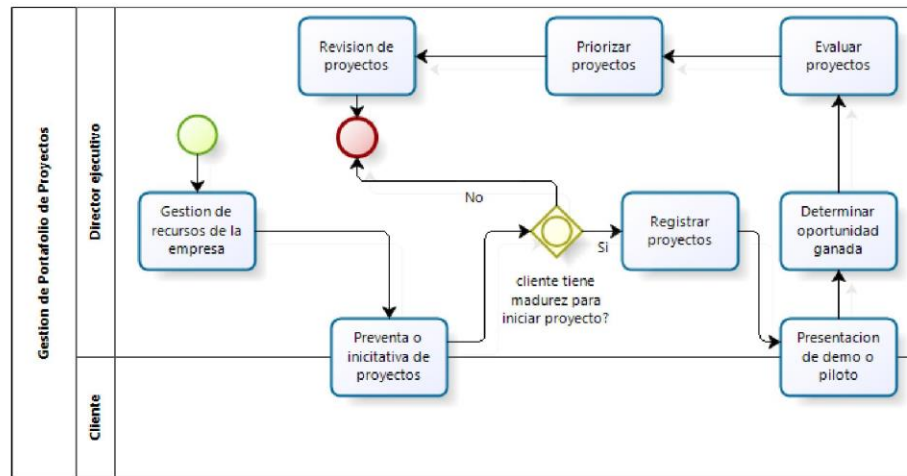 Gestion de Portafolio de Proyectos
Director ejecutivo
Cliente
Revision de
proyectos
Priorizar
proyectos
Evaluar
proyectos
Gestion de
recursos de la
empresa
No
Si
cliente tiene
madurez para
iniciar proyecto?
Registrar
proyectos
Determinar
oportunidad
ganada
Preventa o
inicitativa de
proyectos
Presentacion
de demo o
piloto